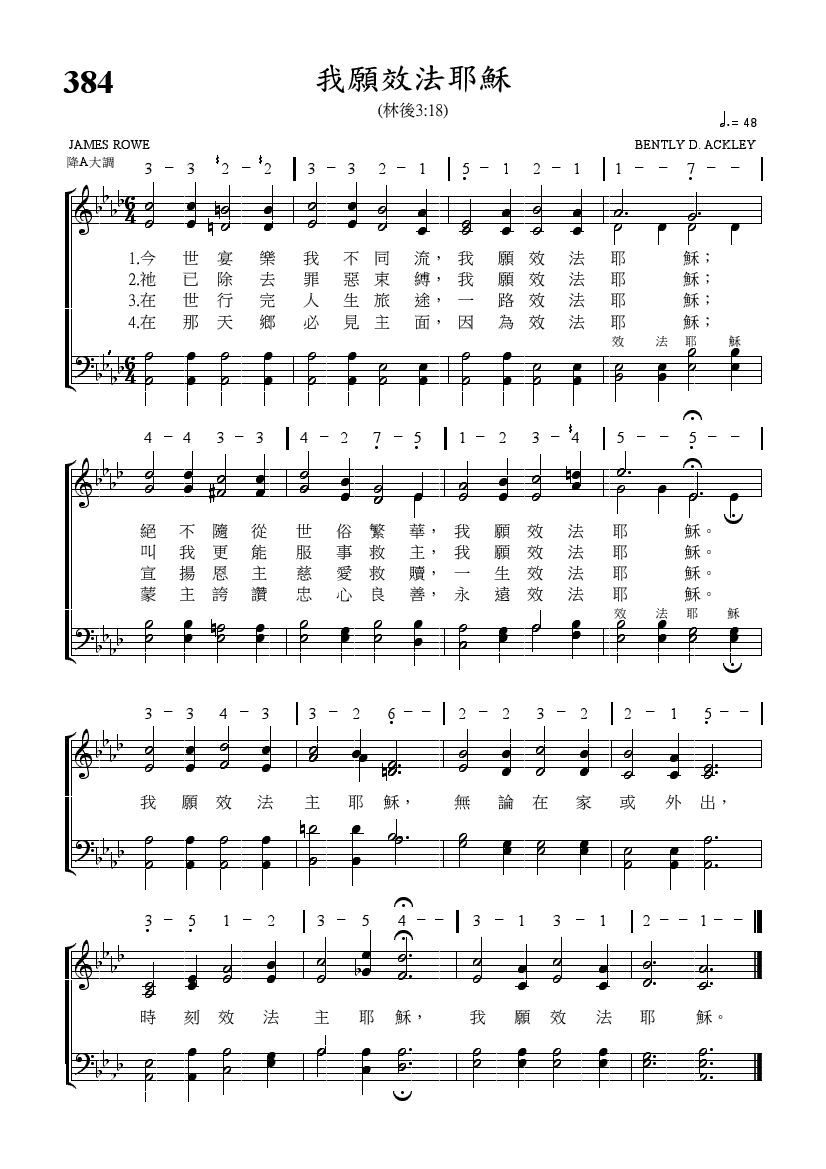 384
我願效法耶穌
(林後3:18)
= 48
JAMES ROWE
BENTLY D. ACKLEY
降A大調
3 – 3 2 – 2 | 3 – 3 2 – 1 | 5 – 1 2 – 1 | 1 – – 7 – – |
6 4
1.今世宴樂我不同流，我願效法耶穌；
2.祂已除去罪惡束縛，我願效法耶穌；
3.在世行完人生旅途，一路效法耶穌；
4.在那天鄉必見主面，因為效法耶穌；
效法耶穌
6 4
4 – 4 3 – 3 | 4 – 2 7 – 5 | 1 – 2 3 – 4 | 5 – – 5 – – |
絕不隨從世俗繁華，我願效法耶穌。
叫我更能服事救主，我願效法耶穌。
宣揚恩主慈愛救贖，一生效法耶穌。
蒙主誇讚忠心良善，永遠效法耶穌。
效法耶穌
3 – 3 4 – 3 | 3 – 2 6 – – | 2 – 2 3 – 2 | 2 – 1 5 – – |
我願效法主耶穌，無論在家或外出，
3 – 5 1 – 2 | 3 – 5 4 – – | 3 – 1 3 – 1 | 2 – 1 – –
時刻效法主耶穌，我願效法耶穌。